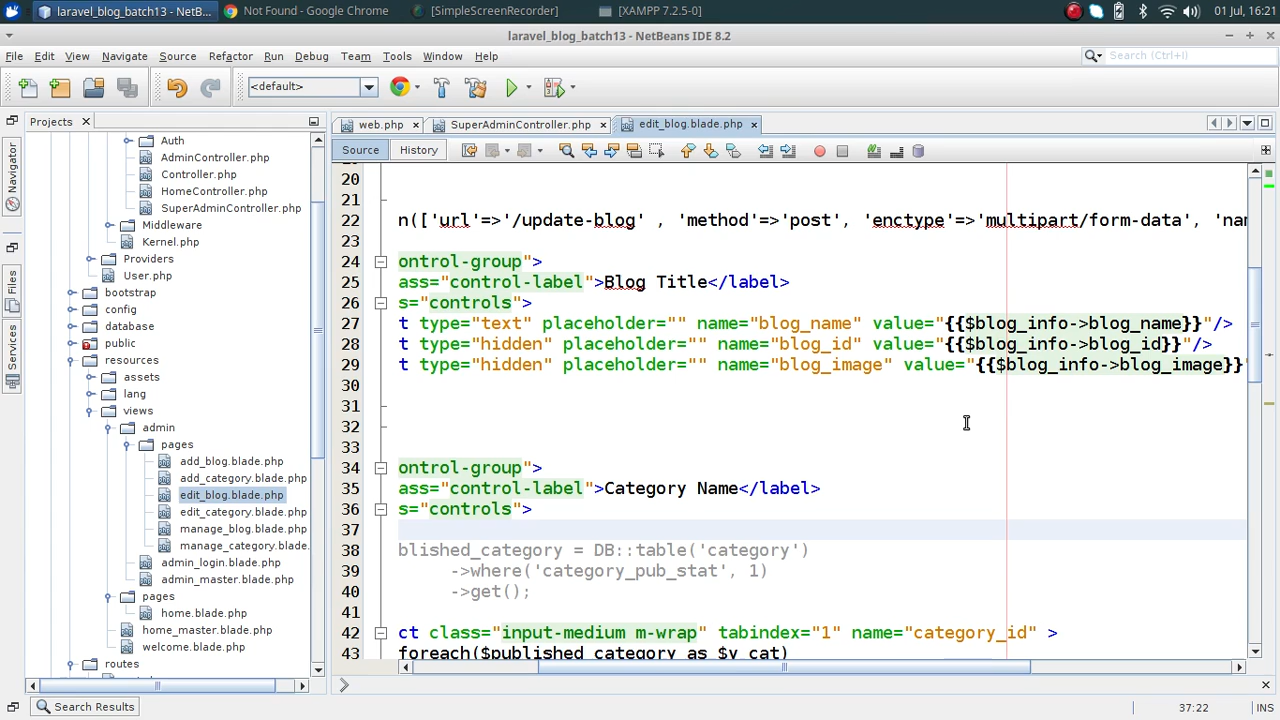 laravel_blog_batch13 - NetB... Not Found - Google Chrome [SimpleScreenRecorder] [XAMPP 7.2.5-0] 01 Jul, 16:21
laravel_blog_batch13 - NetBeans IDE 8.2
File Edit View Navigate Source Refactor Run Debug Team Tools Window Help Search (Ctrl+I)
<default>
Projects
web.php SuperAdminController.php edit_blog.blade.php
Source History
Navigator
Files
Services
Auth
AdminController.php
Controller.php
HomeController.php
SuperAdminController.php
Middleware
Kernel.php
Providers
User.php
bootstrap
config
database
public
resources
assets
lang
views
admin
pages
add_blog.blade.php
add_category.blade.php
edit_blog.blade.php
edit_category.blade.php
manage_blog.blade.php
manage_category.blade.
admin_login.blade.php
admin_master.blade.php
pages
home.blade.php
home_master.blade.php
welcome.blade.php
routes
20
21
22 n(['url'=>'/update-blog' , 'method'=>'post', 'enctype'=>'multipart/form-data', 'nam
23
24 ontrol-group">
25 ass="control-label">Blog Title</label>
26 s="controls">
27 t type="text" placeholder="" name="blog_name" value="{{$blog_info->blog_name}}"/>
28 t type="hidden" placeholder="" name="blog_id" value="{{$blog_info->blog_id}}"/>
29 t type="hidden" placeholder="" name="blog_image" value="{{$blog_info->blog_image}}"
30
31
32
33
34 ontrol-group">
35 ass="control-label">Category Name</label>
36 s="controls">
37
38 blished_category = DB::table('category')
39 ->where('category_pub_stat', 1)
40 ->get();
41
42 ct class="input-medium m-wrap" tabindex="1" name="category_id" >
43 foreach($published_category as $v_cat)
Search Results 37:22 INS